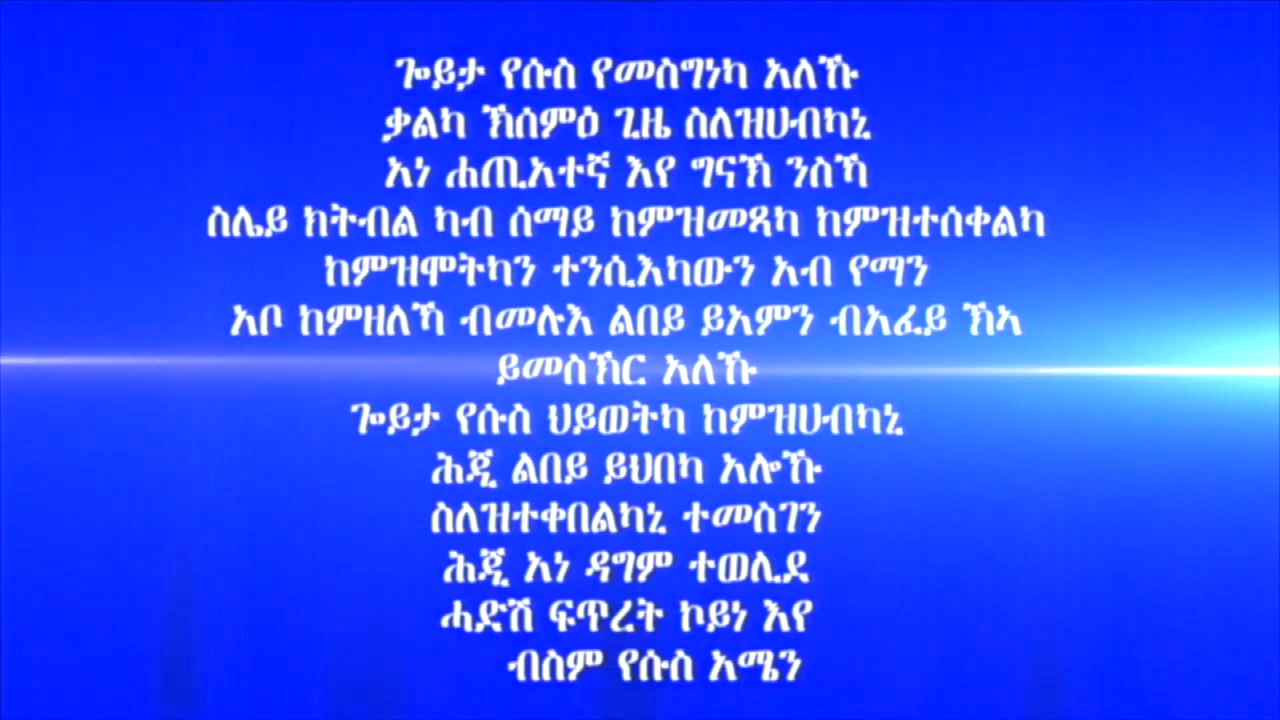 ጐይታ የሱስ የመስግነካ አለኹ
ቃልካ ኽሰምዕ ጊዜ ስለዝሀብካኒ
አነ ሐጢአተኛ እየ ግናኽ ንስኻ
ስሌይ ክትብል ካብ ሰማይ ከምዝመጻካ ከምዝተሰቀልካ
ከምዝሞትካን ተንሲእካውን አብ የማን
አቦ ከምዘለኻ ብመሉእ ልበይ ይአምን ብአፈይ ኽኣ
ይመስኽር አለኹ
ጐይታ የሱስ ህይወትካ ከምዝሀብካኒ
ሕጂ ልበይ ይህበካ አሎኹ
ስለዝተቀበልካኒ ተመስገን
ሕጂ አነ ዳግም ተወሊደ
ሓድሽ ፍጥረት ኮይነ እየ
ብስም የሱስ አሜን